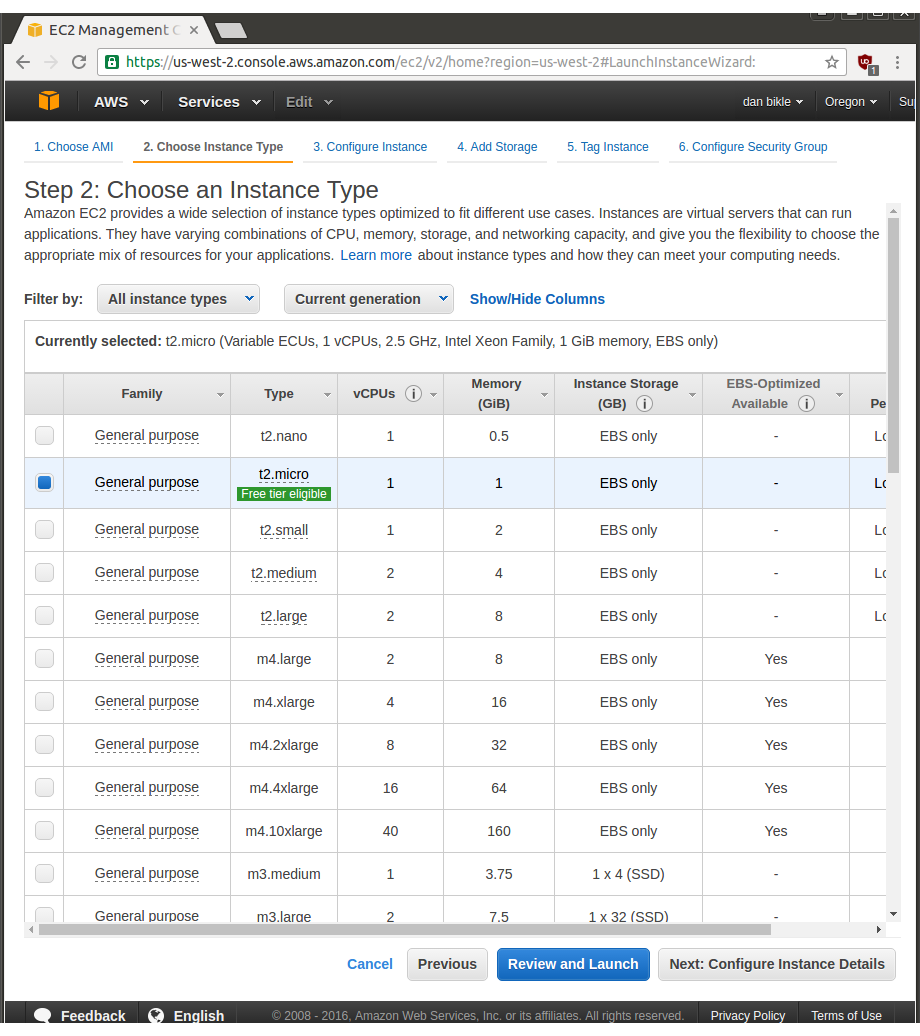 EC2 Management C
https://us-west-2.console.aws.amazon.com/ec2/v2/home?region=us-west-2#LaunchInstanceWizard:
1
AWS Services Edit dan bikle Oregon Sup
1. Choose AMI 2. Choose Instance Type 3. Configure Instance 4. Add Storage 5. Tag Instance 6. Configure Security Group
Step 2: Choose an Instance Type
Amazon EC2 provides a wide selection of instance types optimized to fit different use cases. Instances are virtual servers that can run
applications. They have varying combinations of CPU, memory, storage, and networking capacity, and give you the flexibility to choose the
appropriate mix of resources for your applications. Learn more about instance types and how they can meet your computing needs.
Filter by: All instance types Current generation Show/Hide Columns
Currently selected: t2.micro (Variable ECUs, 1 vCPUs, 2.5 GHz, Intel Xeon Family, 1 GiB memory, EBS only)
Family Type vCPUs i Memory (GiB) Instance Storage (GB) i EBS-Optimized Available i Pe
General purpose t2.nano 1 0.5 EBS only - Lo
General purpose t2.micro Free tier eligible 1 1 EBS only - Lo
General purpose t2.small 1 2 EBS only - Lo
General purpose t2.medium 2 4 EBS only - Lo
General purpose t2.large 2 8 EBS only - Lo
General purpose m4.large 2 8 EBS only Yes
General purpose m4.xlarge 4 16 EBS only Yes
General purpose m4.2xlarge 8 32 EBS only Yes
General purpose m4.4xlarge 16 64 EBS only Yes
General purpose m4.10xlarge 40 160 EBS only Yes
General purpose m3.medium 1 3.75 1 x 4 (SSD) -
General purpose m3.large 2 7.5 1 x 32 (SSD) -
Cancel Previous Review and Launch Next: Configure Instance Details
Feedback English © 2008 - 2016, Amazon Web Services, Inc. or its affiliates. All rights reserved. Privacy Policy Terms of Use